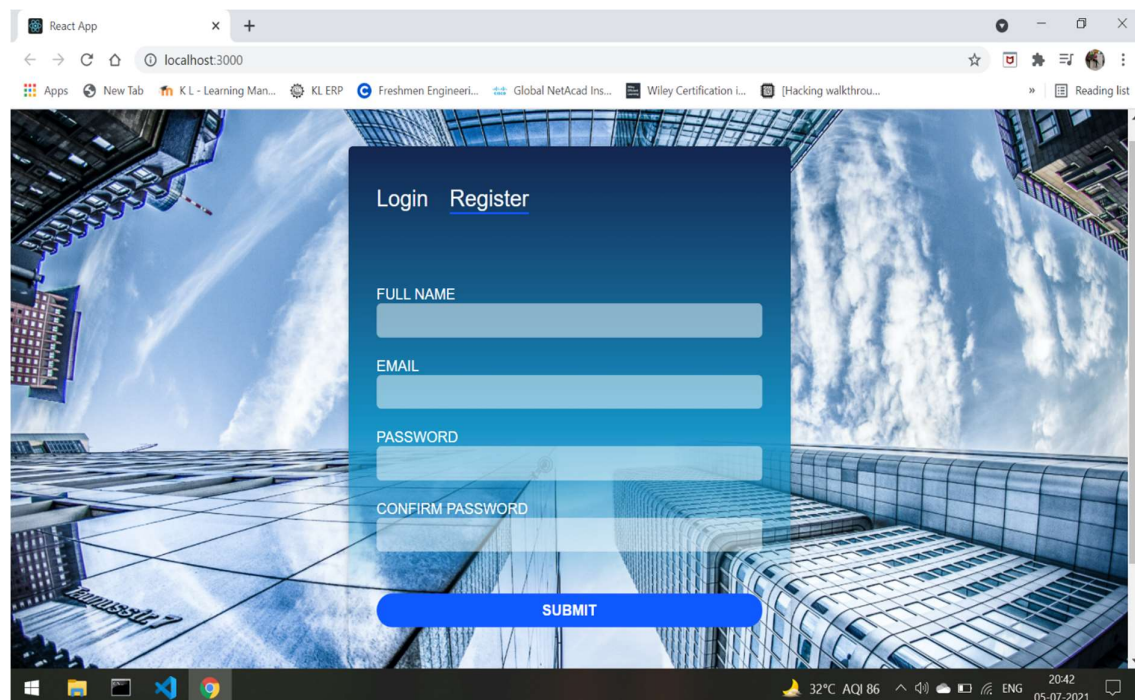 React App
localhost:3000
Apps New Tab K L - Learning Man... KL ERP Freshmen Engineeri... Global NetAcad Ins... Wiley Certification i... [Hacking walkthrou... » Reading list
Login Register
FULL NAME
EMAIL
PASSWORD
CONFIRM PASSWORD
SUBMIT
32°C AQI 86 ENG 20:42
05-07-2021